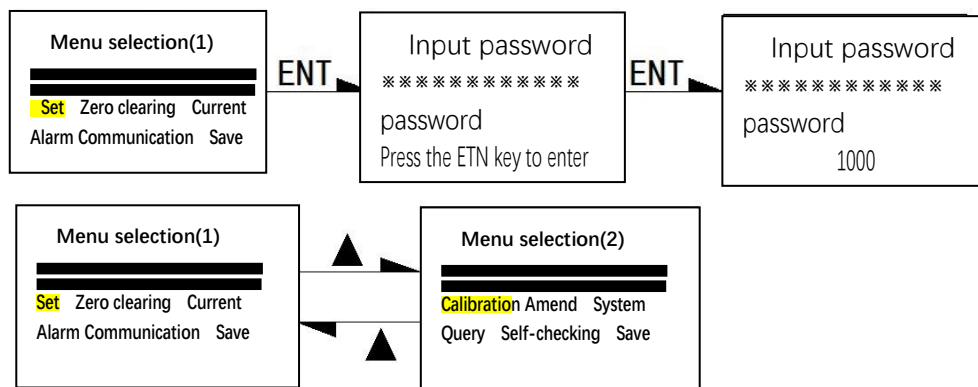 Menu selection(1)
Set Zero clearing Current
Alarm Communication Save
ENT
Input password
************
password
Press the ETN key to enter
ENT
Input password
************
password
1000
Menu selection(1)
Set Zero clearing Current
Alarm Communication Save
Menu selection(2)
Calibration Amend System
Query Self-checking Save